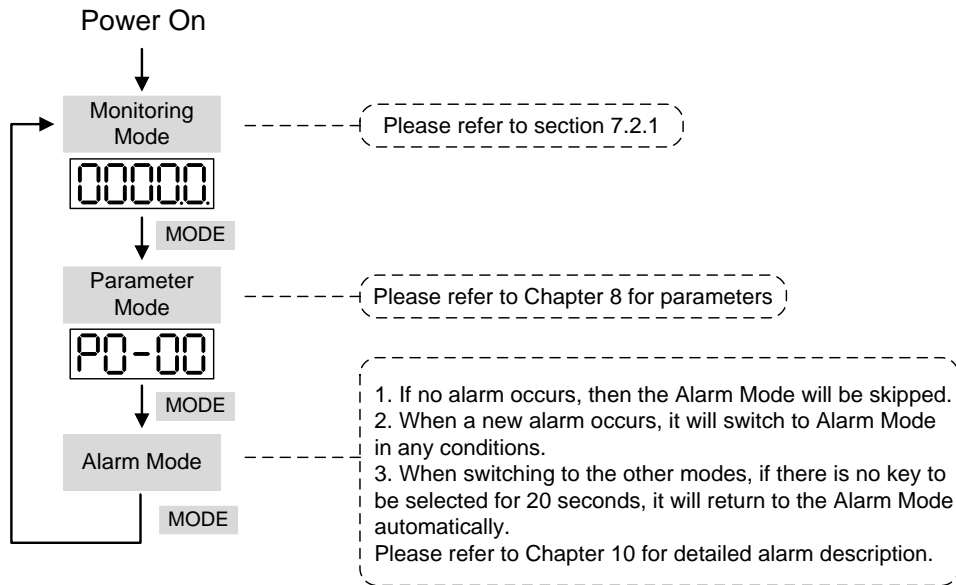 Power On
Monitoring
Mode
Please refer to section 7.2.1
0000.0.
MODE
Parameter
Mode
Please refer to Chapter 8 for parameters
P0-00
MODE
Alarm Mode
1. If no alarm occurs, then the Alarm Mode will be skipped.
2. When a new alarm occurs, it will switch to Alarm Mode
in any conditions.
3. When switching to the other modes, if there is no key to
be selected for 20 seconds, it will return to the Alarm Mode
automatically.
Please refer to Chapter 10 for detailed alarm description.
MODE